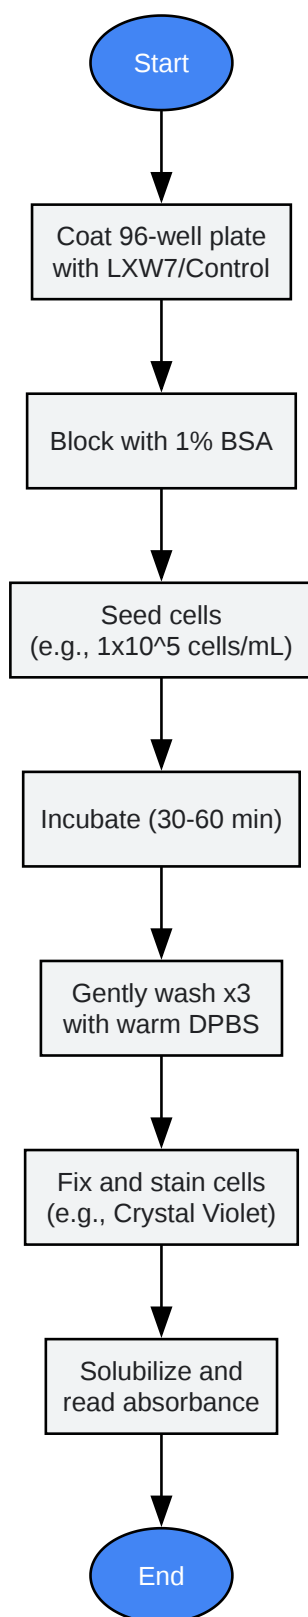 Start
Coat 96-well plate
with LXW7/Control
Block with 1% BSA
Seed cells
(e.g., 1x10^5 cells/mL)
Incubate (30-60 min)
Gently wash x3
with warm DPBS
Fix and stain cells
(e.g., Crystal Violet)
Solubilize and
read absorbance
End